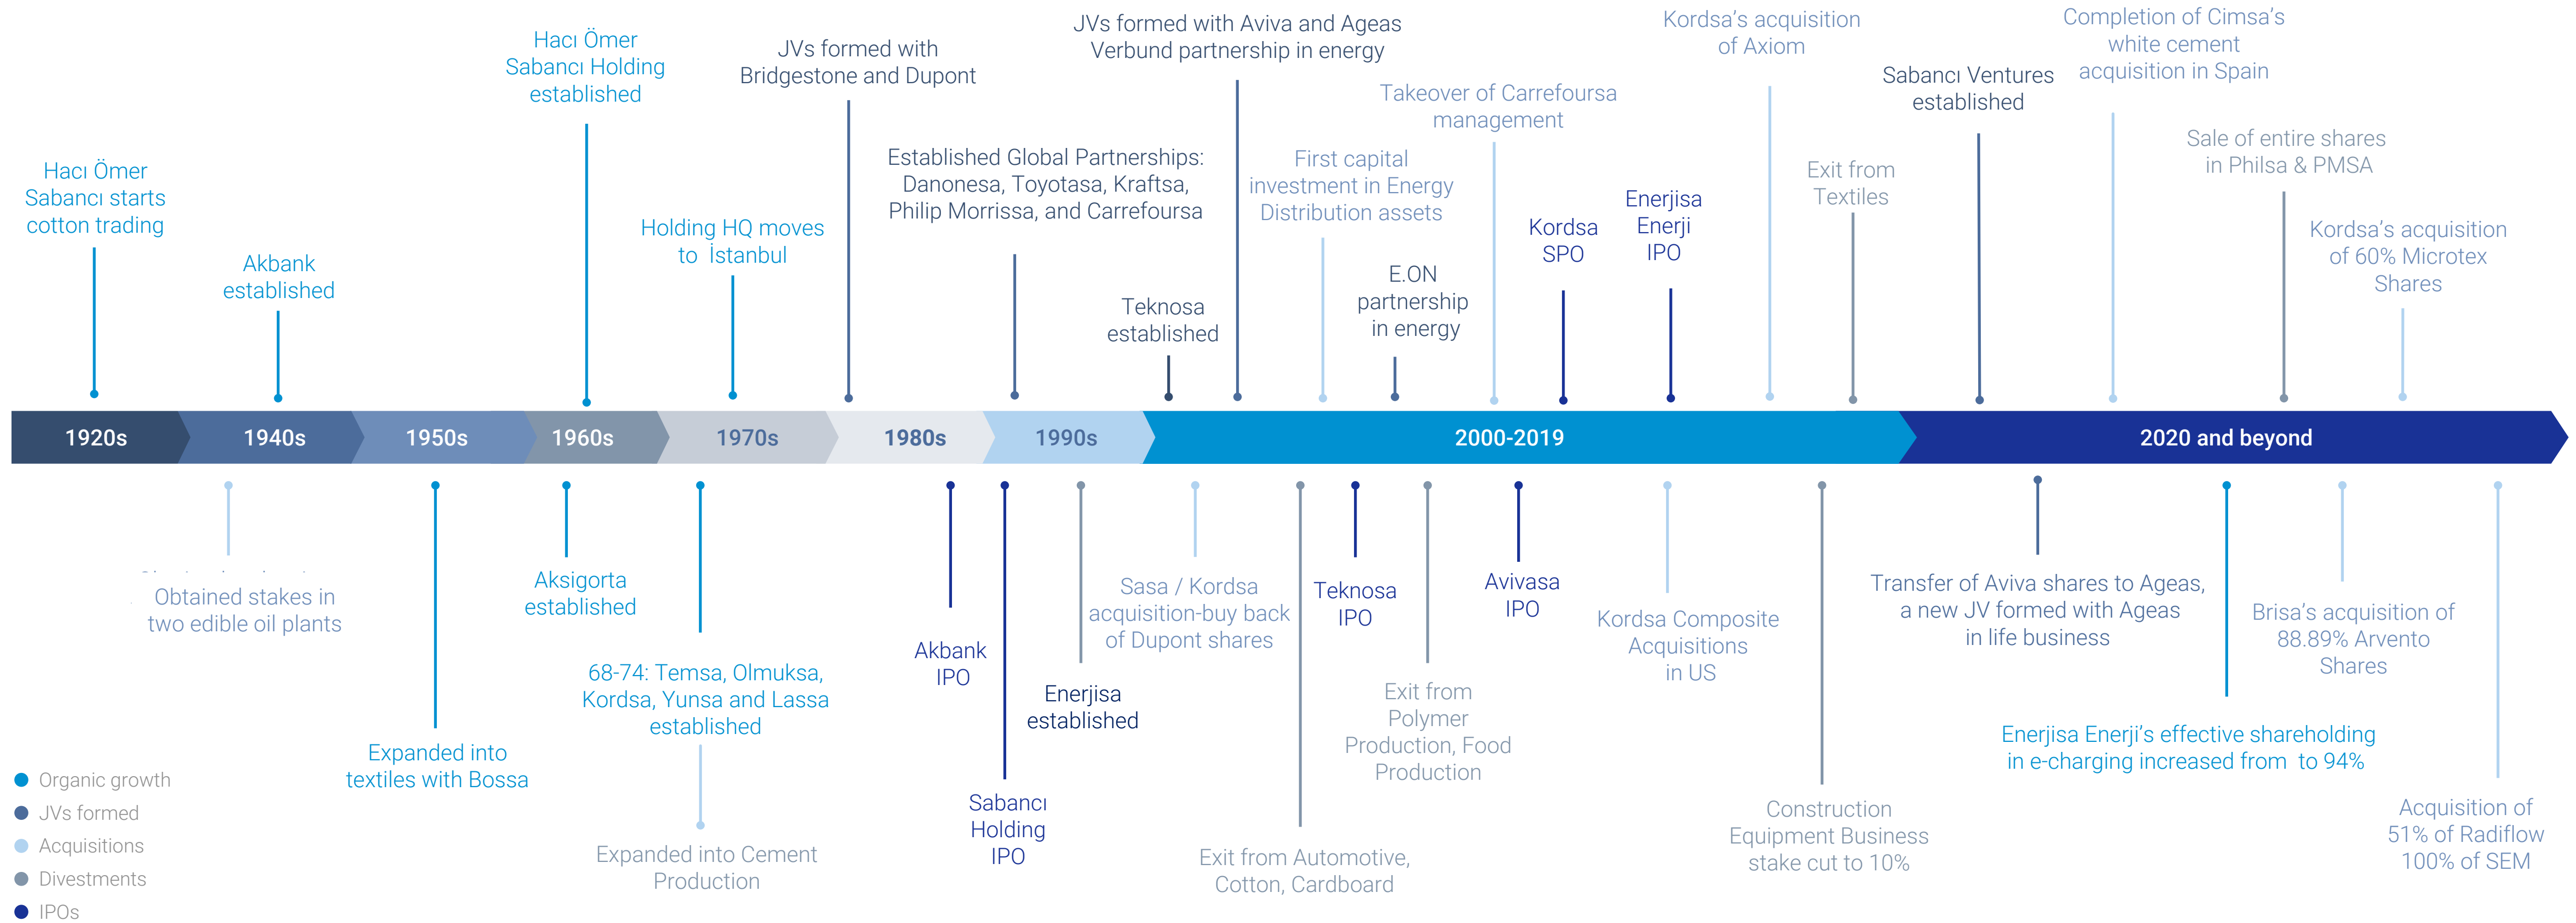 Hacı Ömer
Sabancı starts
cotton trading
Akbank
established
Hacı Ömer
Sabancı Holding
established
Holding HQ moves
to İstanbul
JVs formed with
Bridgestone and Dupont
Established Global Partnerships:
Danonesa, Toyotasa, Kraftsa,
Philip Morrissa, and Carrefoursa
JVs formed with Aviva and Ageas
Verbund partnership in energy
Teknosa
established
First capital
investment in Energy
Distribution assets
E.ON
partnership
in energy
Takeover of Carrefoursa
management
Kordsa
SPO
Enerjisa
Enerji
IPO
Kordsa’s acquisition
of Axiom
Exit from
Textiles
Sabancı Ventures
established
Completion of Cimsa’s
white cement
acquisition in Spain
Sale of entire shares
in Philsa & PMSA
Kordsa’s acquisition
of 60% Microtex
Shares
1920s
1940s
1950s
1960s
1970s
1980s
1990s
2000-2019
2020 and beyond
Obtained stakes in
two edible oil plants
Expanded into
textiles with Bossa
Aksigorta
established
68-74: Temsa, Olmuksa,
Kordsa, Yunsa and Lassa
established
Expanded into Cement
Production
Akbank
IPO
Sabancı
Holding
IPO
Enerjisa
established
Sasa / Kordsa
acquisition-buy back
of Dupont shares
Exit from Automotive,
Cotton, Cardboard
Teknosa
IPO
Exit from
Polymer
Production, Food
Production
Avivasa
IPO
Kordsa Composite
Acquisitions
in US
Construction
Equipment Business
stake cut to 10%
Transfer of Aviva shares to Ageas,
a new JV formed with Ageas
in life business
Enerjisa Enerji’s effective shareholding
in e-charging increased from to 94%
Brisa’s acquisition of
88.89% Arvento
Shares
Acquisition of
51% of Radiflow
100% of SEM
Organic growth
JVs formed
Acquisitions
Divestments
IPOs